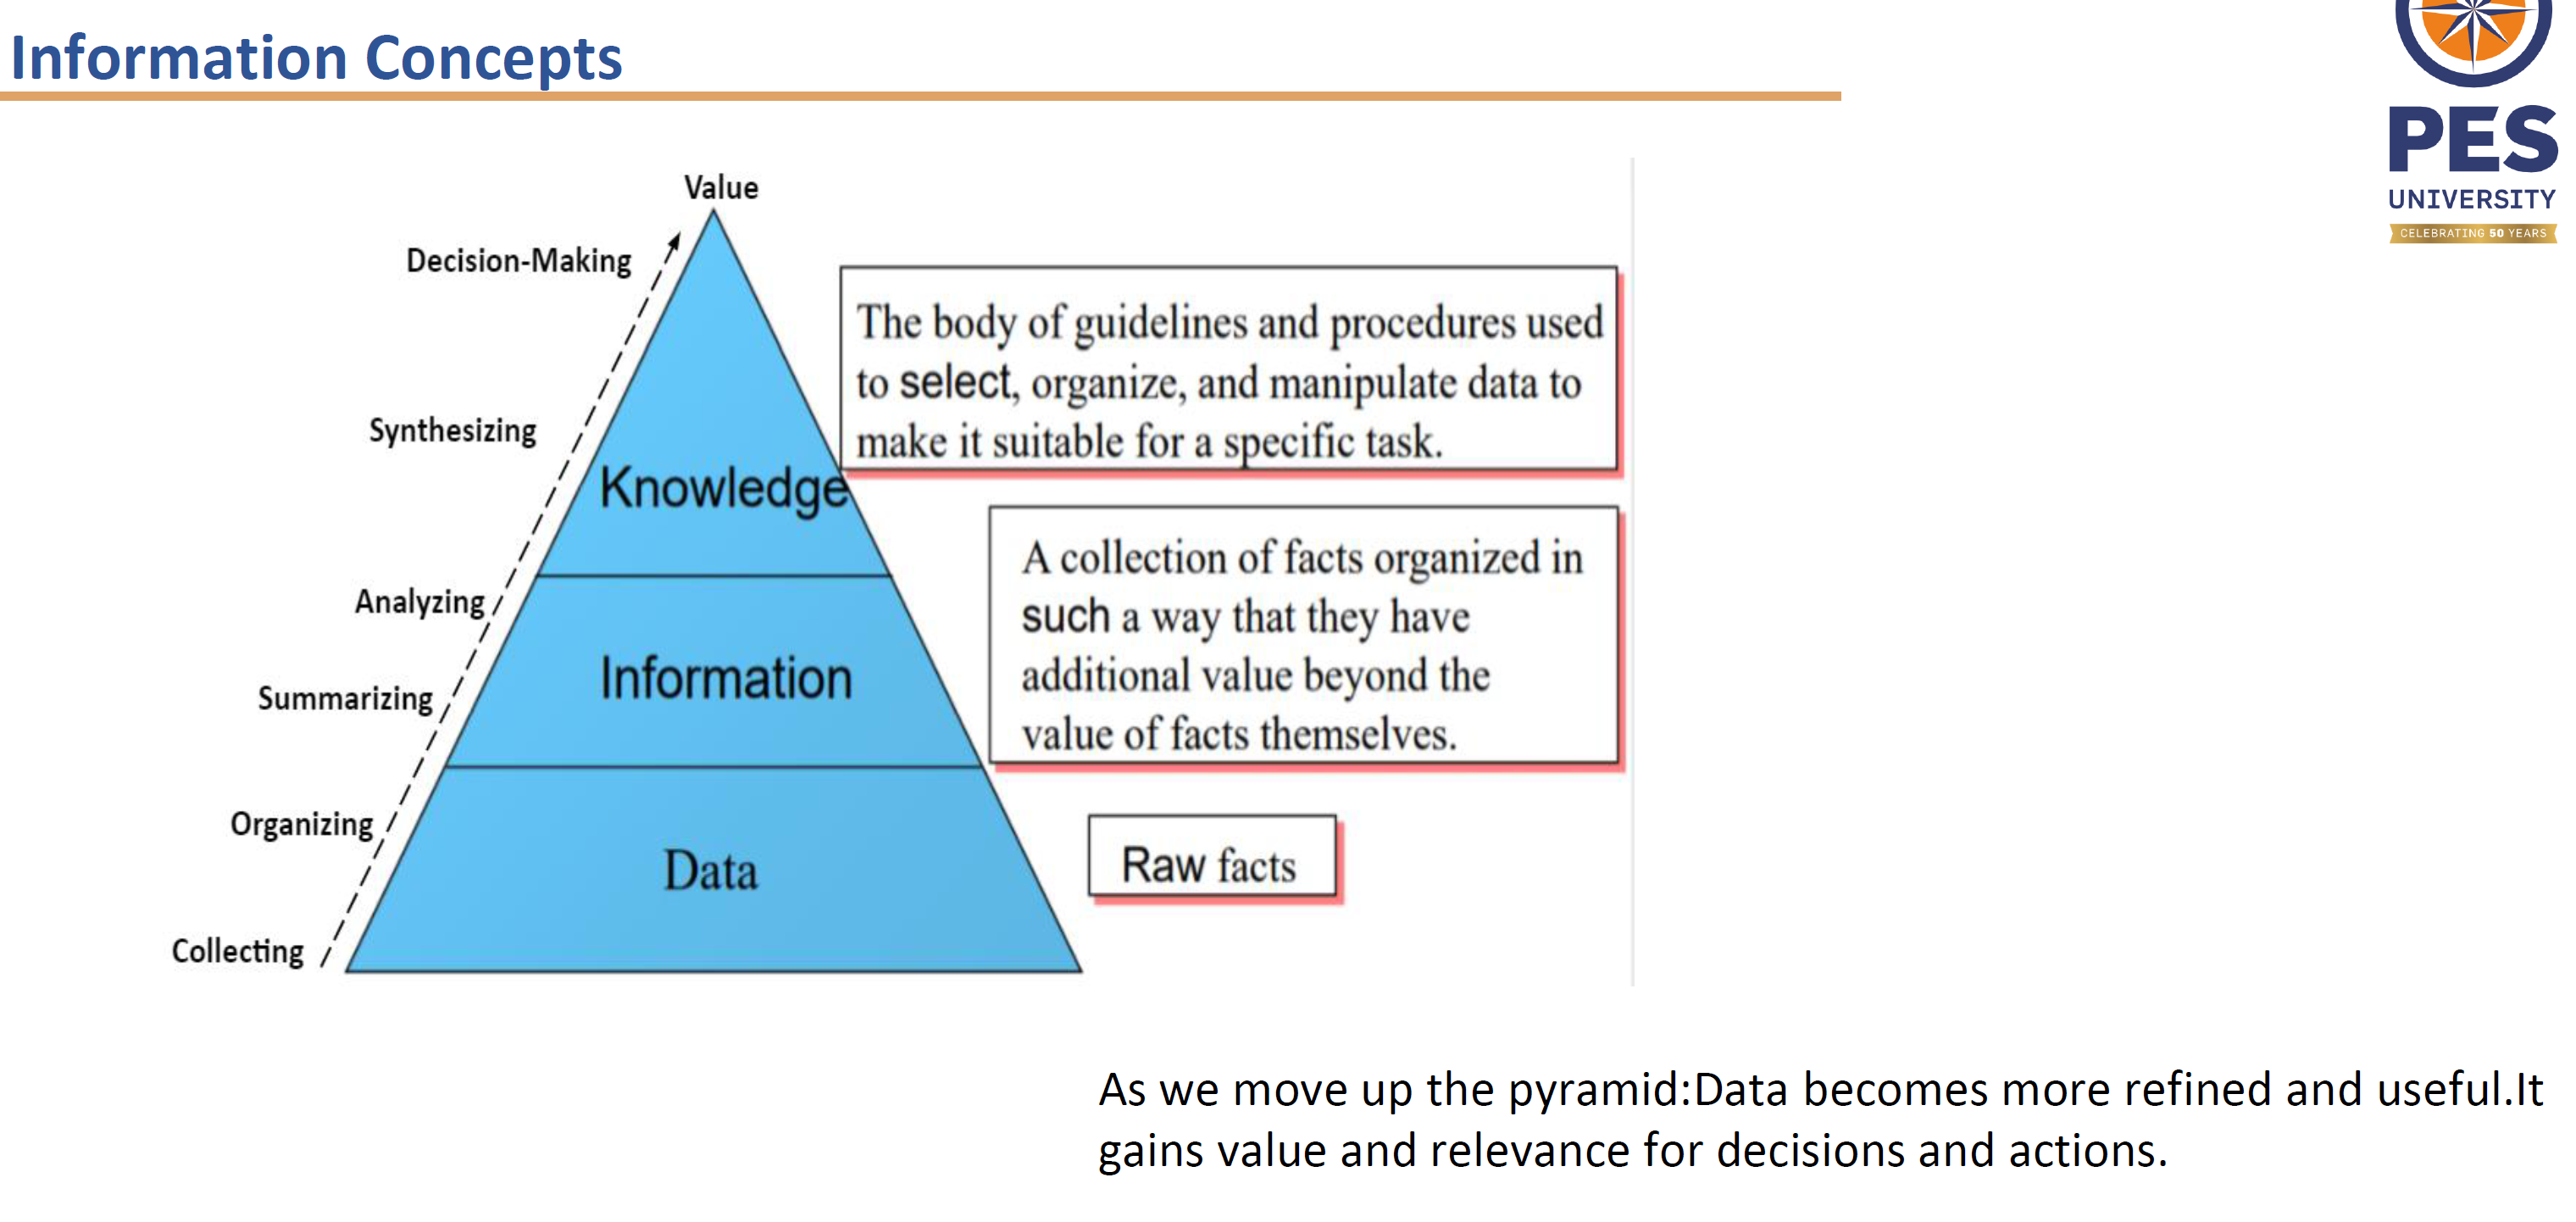 Information Concepts
PES
UNIVERSITY
CELEBRATING 50 YEARS
Value
Decision-Making
Synthesizing
Analyzing
Summarizing
Organizing
Collecting
Knowledge
Information
Data
The body of guidelines and procedures used
to select, organize, and manipulate data to
make it suitable for a specific task.
A collection of facts organized in
such a way that they have
additional value beyond the
value of facts themselves.
Raw facts
As we move up the pyramid:Data becomes more refined and useful.It
gains value and relevance for decisions and actions.